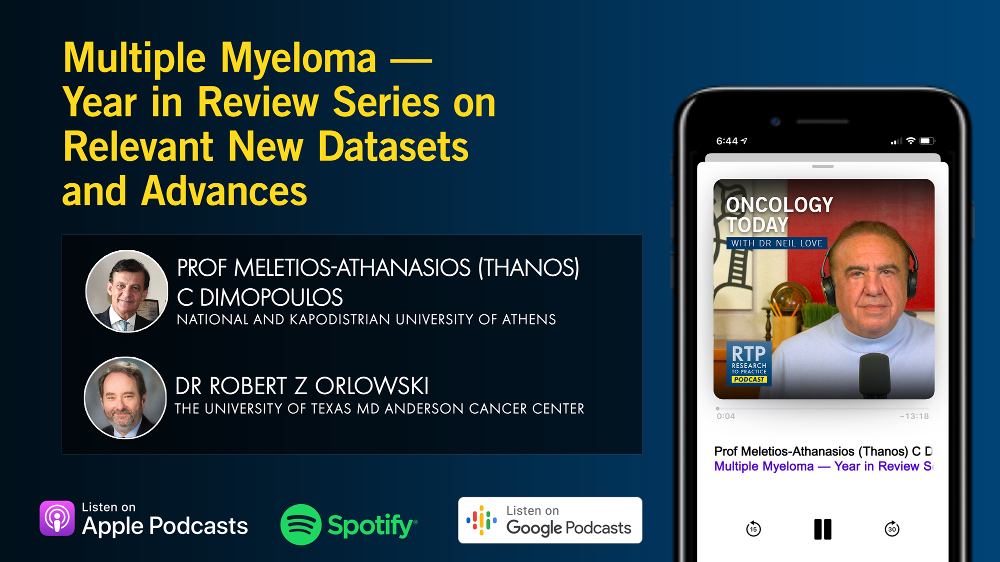 Multiple Myeloma —
Year in Review Series on
Relevant New Datasets
and Advances
PROF MELETIOS-ATHANASIOS (THANOS)
C DIMOPOULOS
NATIONAL AND KAPODISTRIAN UNIVERSITY OF ATHENS
DR ROBERT Z ORLOWSKI
THE UNIVERSITY OF TEXAS MD ANDERSON CANCER CENTER
Listen on
Apple Podcasts
Spotify®
Listen on
Google Podcasts
6:44
ONCOLOGY
TODAY
WITH DR NEIL LOVE
RTP
RESEARCH
TO PRACTICE
PODCAST
0:04 −13:18
Prof Meletios-Athanasios (Thanos) C D
Multiple Myeloma — Year in Review S
15 30